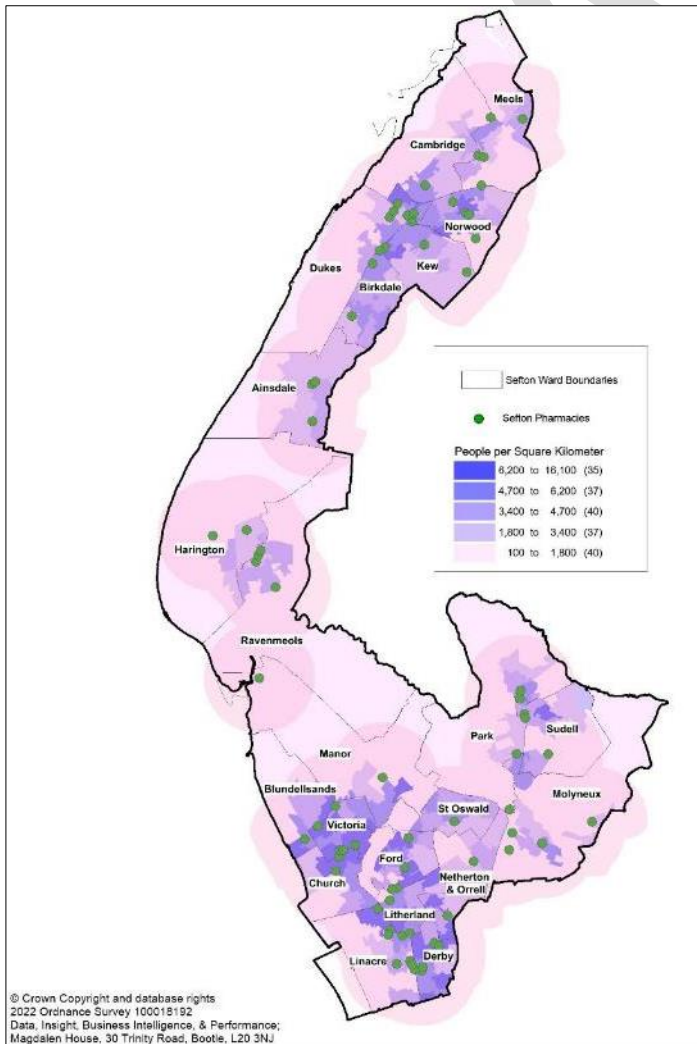 Meols
Cambridge
Norwood
Dukes
Kew
Birkdale
Sefton Ward Boundaries
Ainsdale
Sefton Pharmacies
People per Square Kilometer
6,200 to 16,100 (35)
4,700 to 6,200 (37)
3,400 to 4,700 (40)
1,800 to 3,400 (37)
100 to 1,800 (40)
Harington
Ravenmeols
Park
Sudell
Manor
Blundellsands
Molyneux
St Oswald
Victoria
Ford
Netherton
& Orrell
Church
Litherland
Linacre
Derby
© Crown Copyright and database rights
2022 Ordnance Survey 100018192
Data, Insight, Business Intelligence, & Performance;
Magdalen House, 30 Trinity Road, Bootle, L20 3NJ